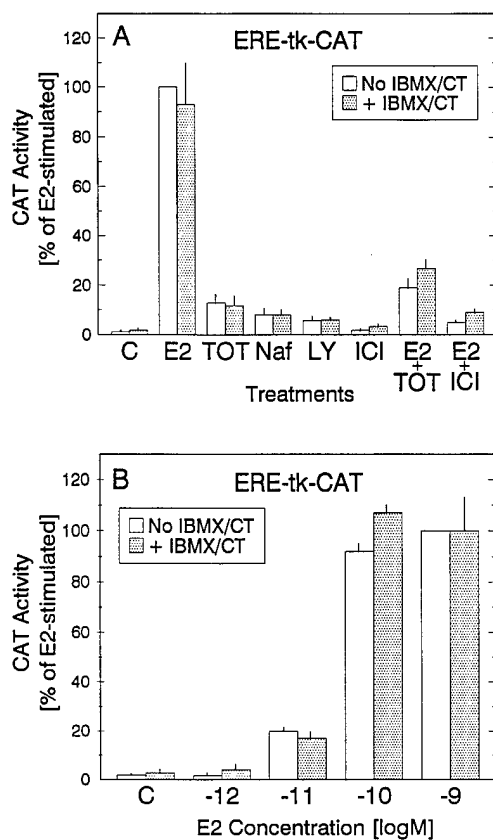 A
ERE-tk-CAT
No IBMX/CT
+ IBMX/CT
CAT Activity
[% of E2-stimulated]
120
100
80
60
40
20
0
C E2 TOT Naf LY ICI E2 + TOT E2 + ICI
Treatments
B
ERE-tk-CAT
No IBMX/CT
+ IBMX/CT
CAT Activity
[% of E2-stimulated]
120
100
80
60
40
20
0
C -12 -11 -10 -9
E2 Concentration [logM]